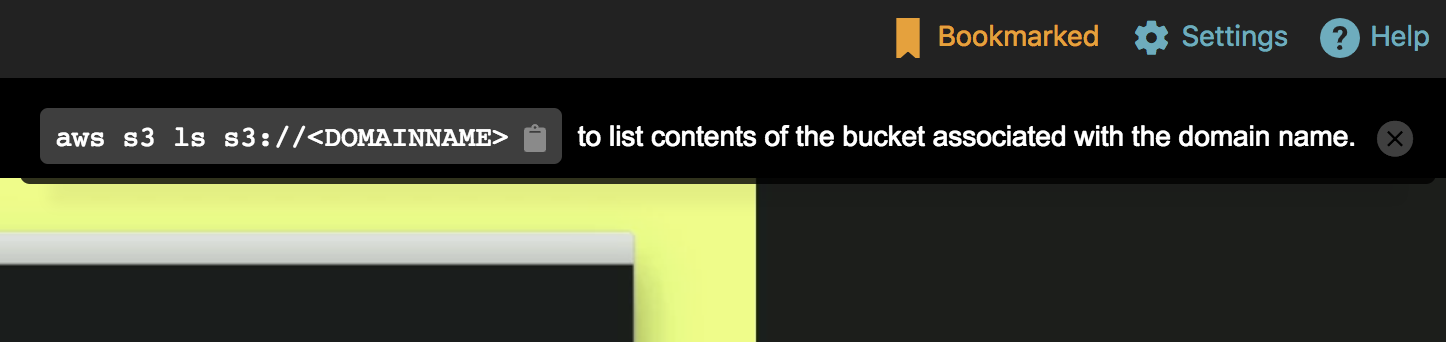 Bookmarked Settings Help
aws s3 ls s3://<DOMAINNAME> to list contents of the bucket associated with the domain name.